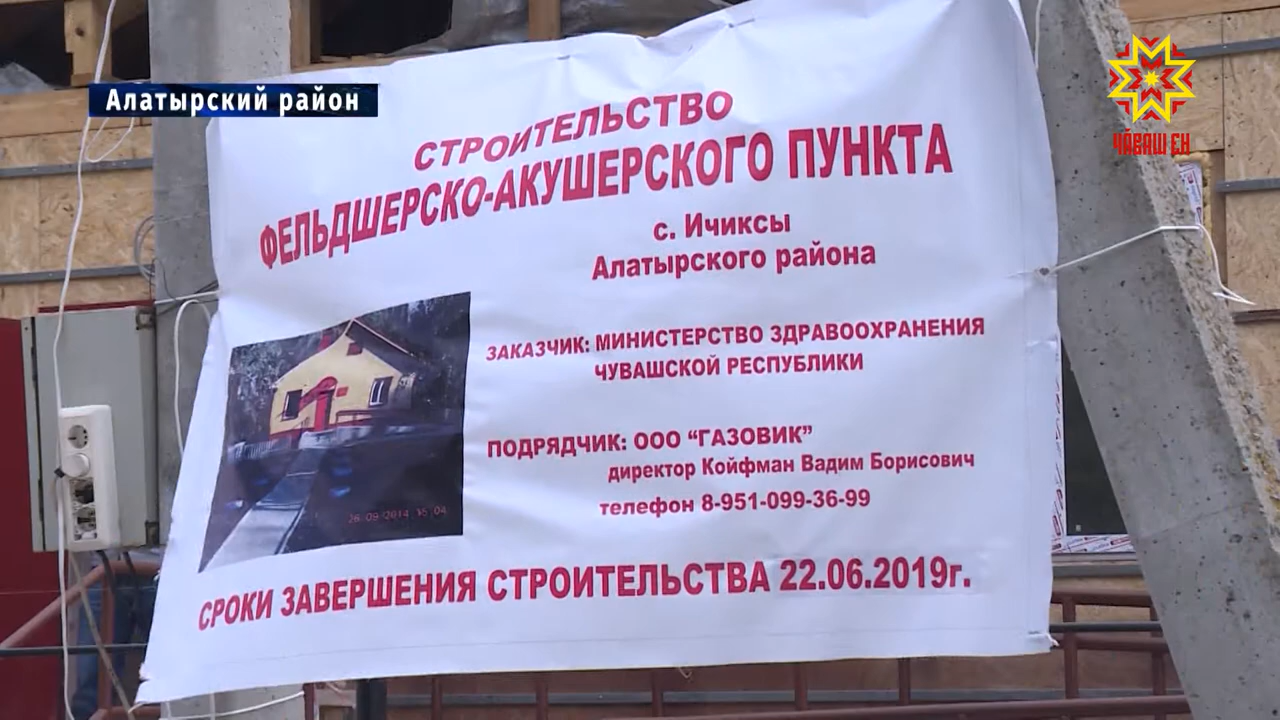 Алатырский район
ЧӐВАШ ЕН
СТРОИТЕЛЬСТВО
ФЕЛЬДШЕРСКО-АКУШЕРСКОГО ПУНКТА
с. Ичиксы
Алатырского района
ЗАКАЗЧИК: МИНИСТЕРСТВО ЗДРАВООХРАНЕНИЯ
ЧУВАШСКОЙ РЕСПУБЛИКИ
ПОДРЯДЧИК: ООО “ГАЗОВИК”
директор Койфман Вадим Борисович
телефон 8-951-099-36-99
26 09 2014 15 04
СРОКИ ЗАВЕРШЕНИЯ СТРОИТЕЛЬСТВА 22.06.2019г.